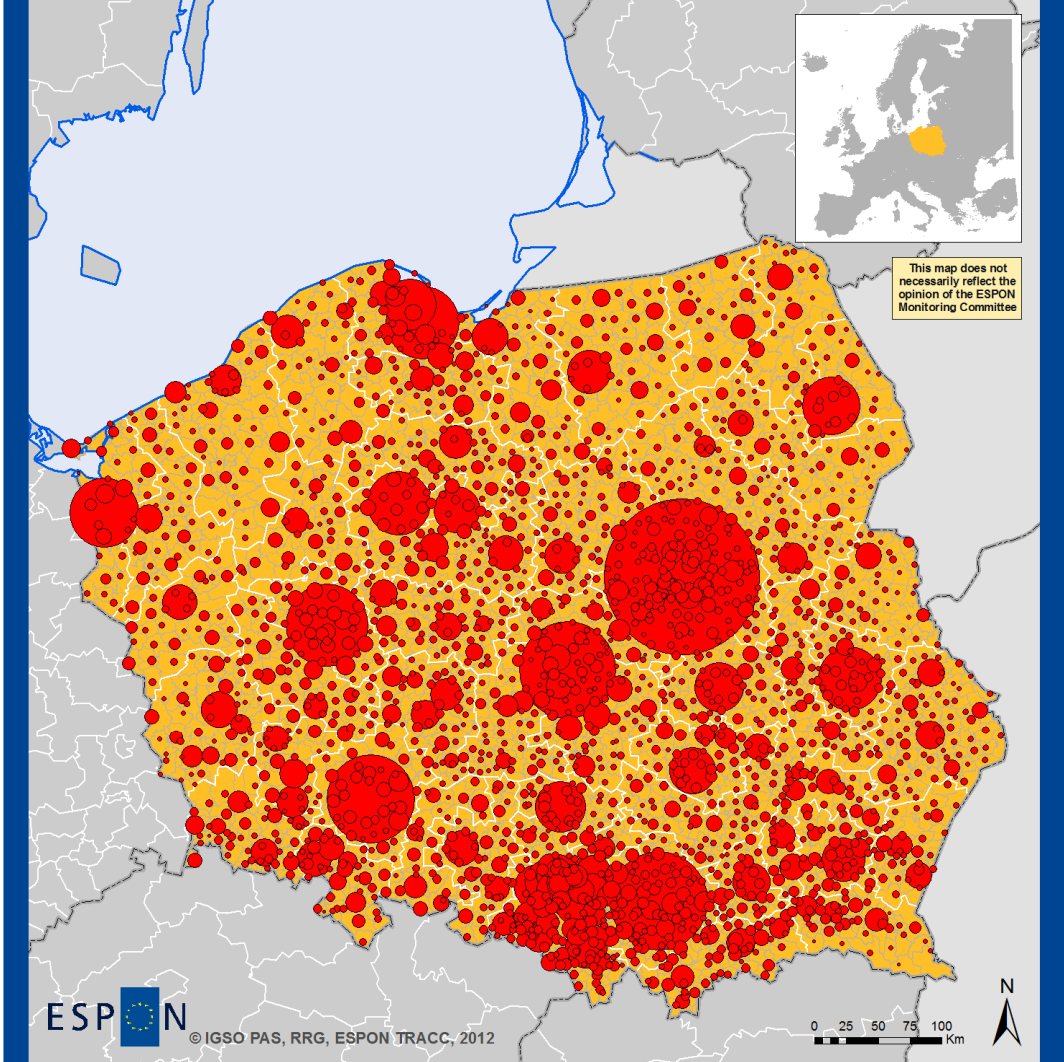 This map does not
necessarily reflect the
opinion of the ESPON
Monitoring Committee
N
ESPON
© IGSO PAS, RRG, ESPON TRACC, 2012
0 25 50 75 100
Km